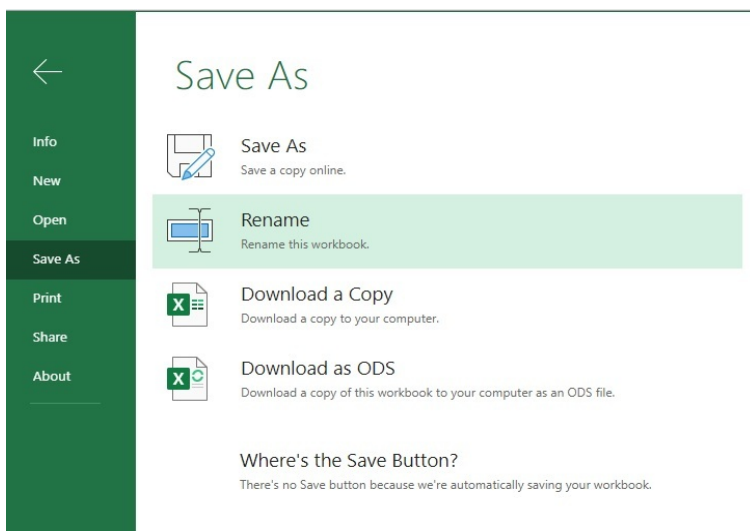 Save As
Info
New
Open
Save As
Print
Share
About
Save As
Save a copy online.
Rename
Rename this workbook.
X
Download a Copy
Download a copy to your computer.
X
Download as ODS
Download a copy of this workbook to your computer as an ODS file.
Where's the Save Button?
There's no Save button because we're automatically saving your workbook.